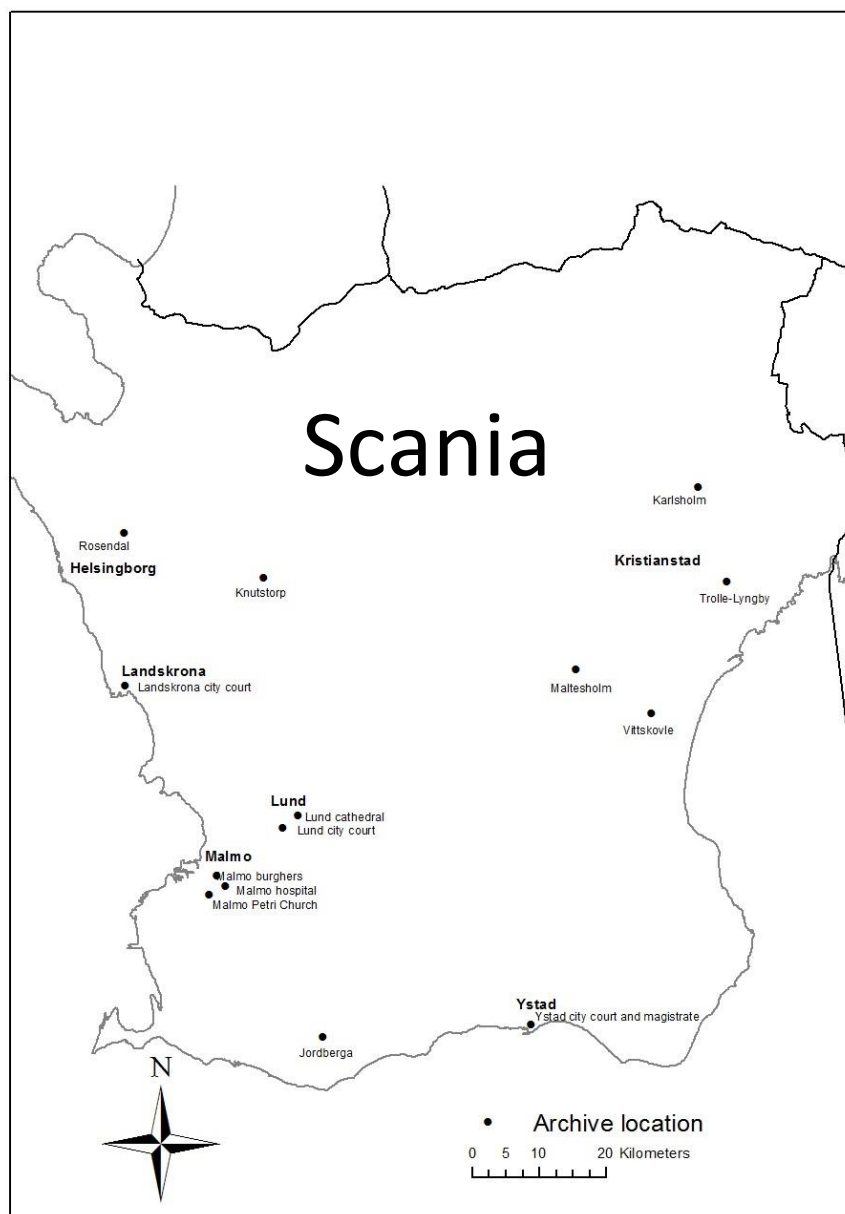 Scania
Karlsholm
Rosendal
Helsingborg
Kristianstad
Knutstorp
Trolle-Lyngby
Landskrona
Landskrona city court
Maltesholm
Vittskovle
Lund
Lund cathedral
Lund city court
Malmo
Malmo burghers
Malmo hospital
Malmo Petri Church
Ystad
Ystad city court and magistrate
Jordberga
N
Archive location
0 5 10 20 Kilometers